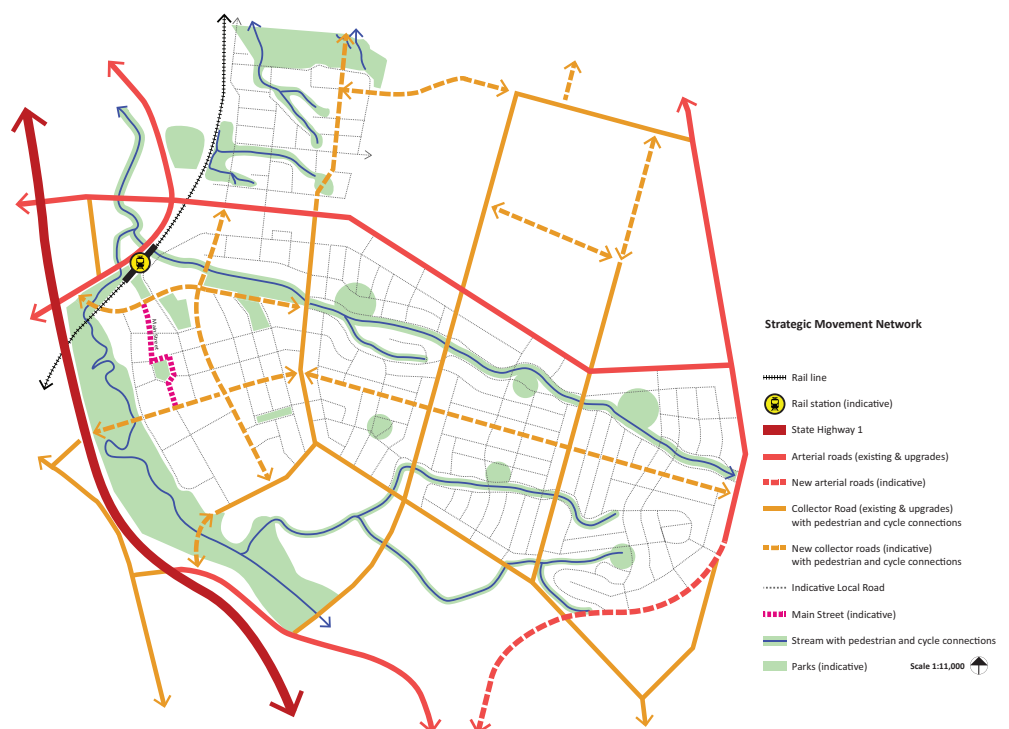 Main Street
Strategic Movement Network
Rail line
Rail station (indicative)
State Highway 1
Arterial roads (existing & upgrades)
New arterial roads (indicative)
Collector Road (existing & upgrades)
with pedestrian and cycle connections
New collector roads (indicative)
with pedestrian and cycle connections
Indicative Local Road
Main Street (indicative)
Stream with pedestrian and cycle connections
Parks (indicative)
Scale 1:11,000